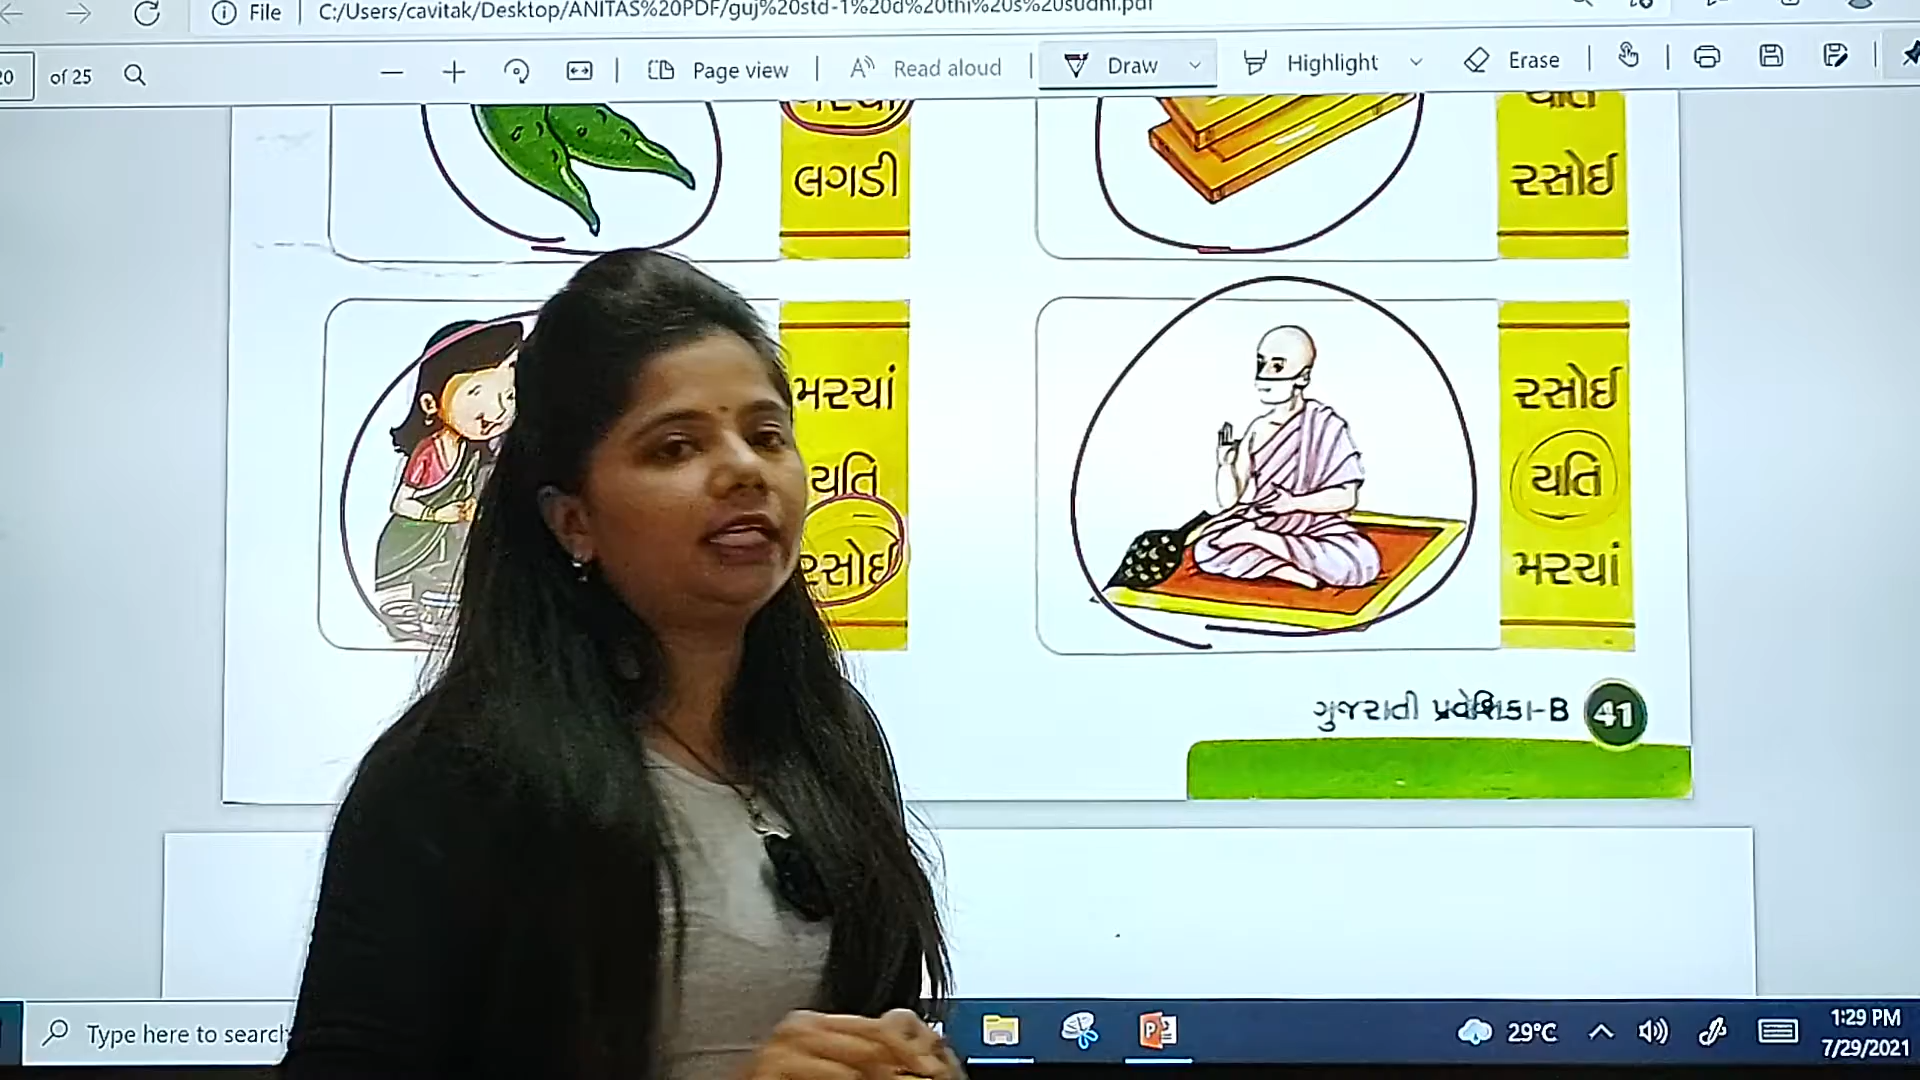 File C:/Users/cavitak/Desktop/ANITAS%20PDF/guj%20std-1%20d%20thi%20s%20sudhi.pdf
20 of 25 Page view Read aloud Draw Highlight Erase
લગડી
રસોઈ
મરચાં
યતિ
રસોઈ
રસોઈ
યતિ
મરચાં
ગુજરાતી પ્રવેશિકા-B 41
Type here to search
29°C
1:29 PM
7/29/2021